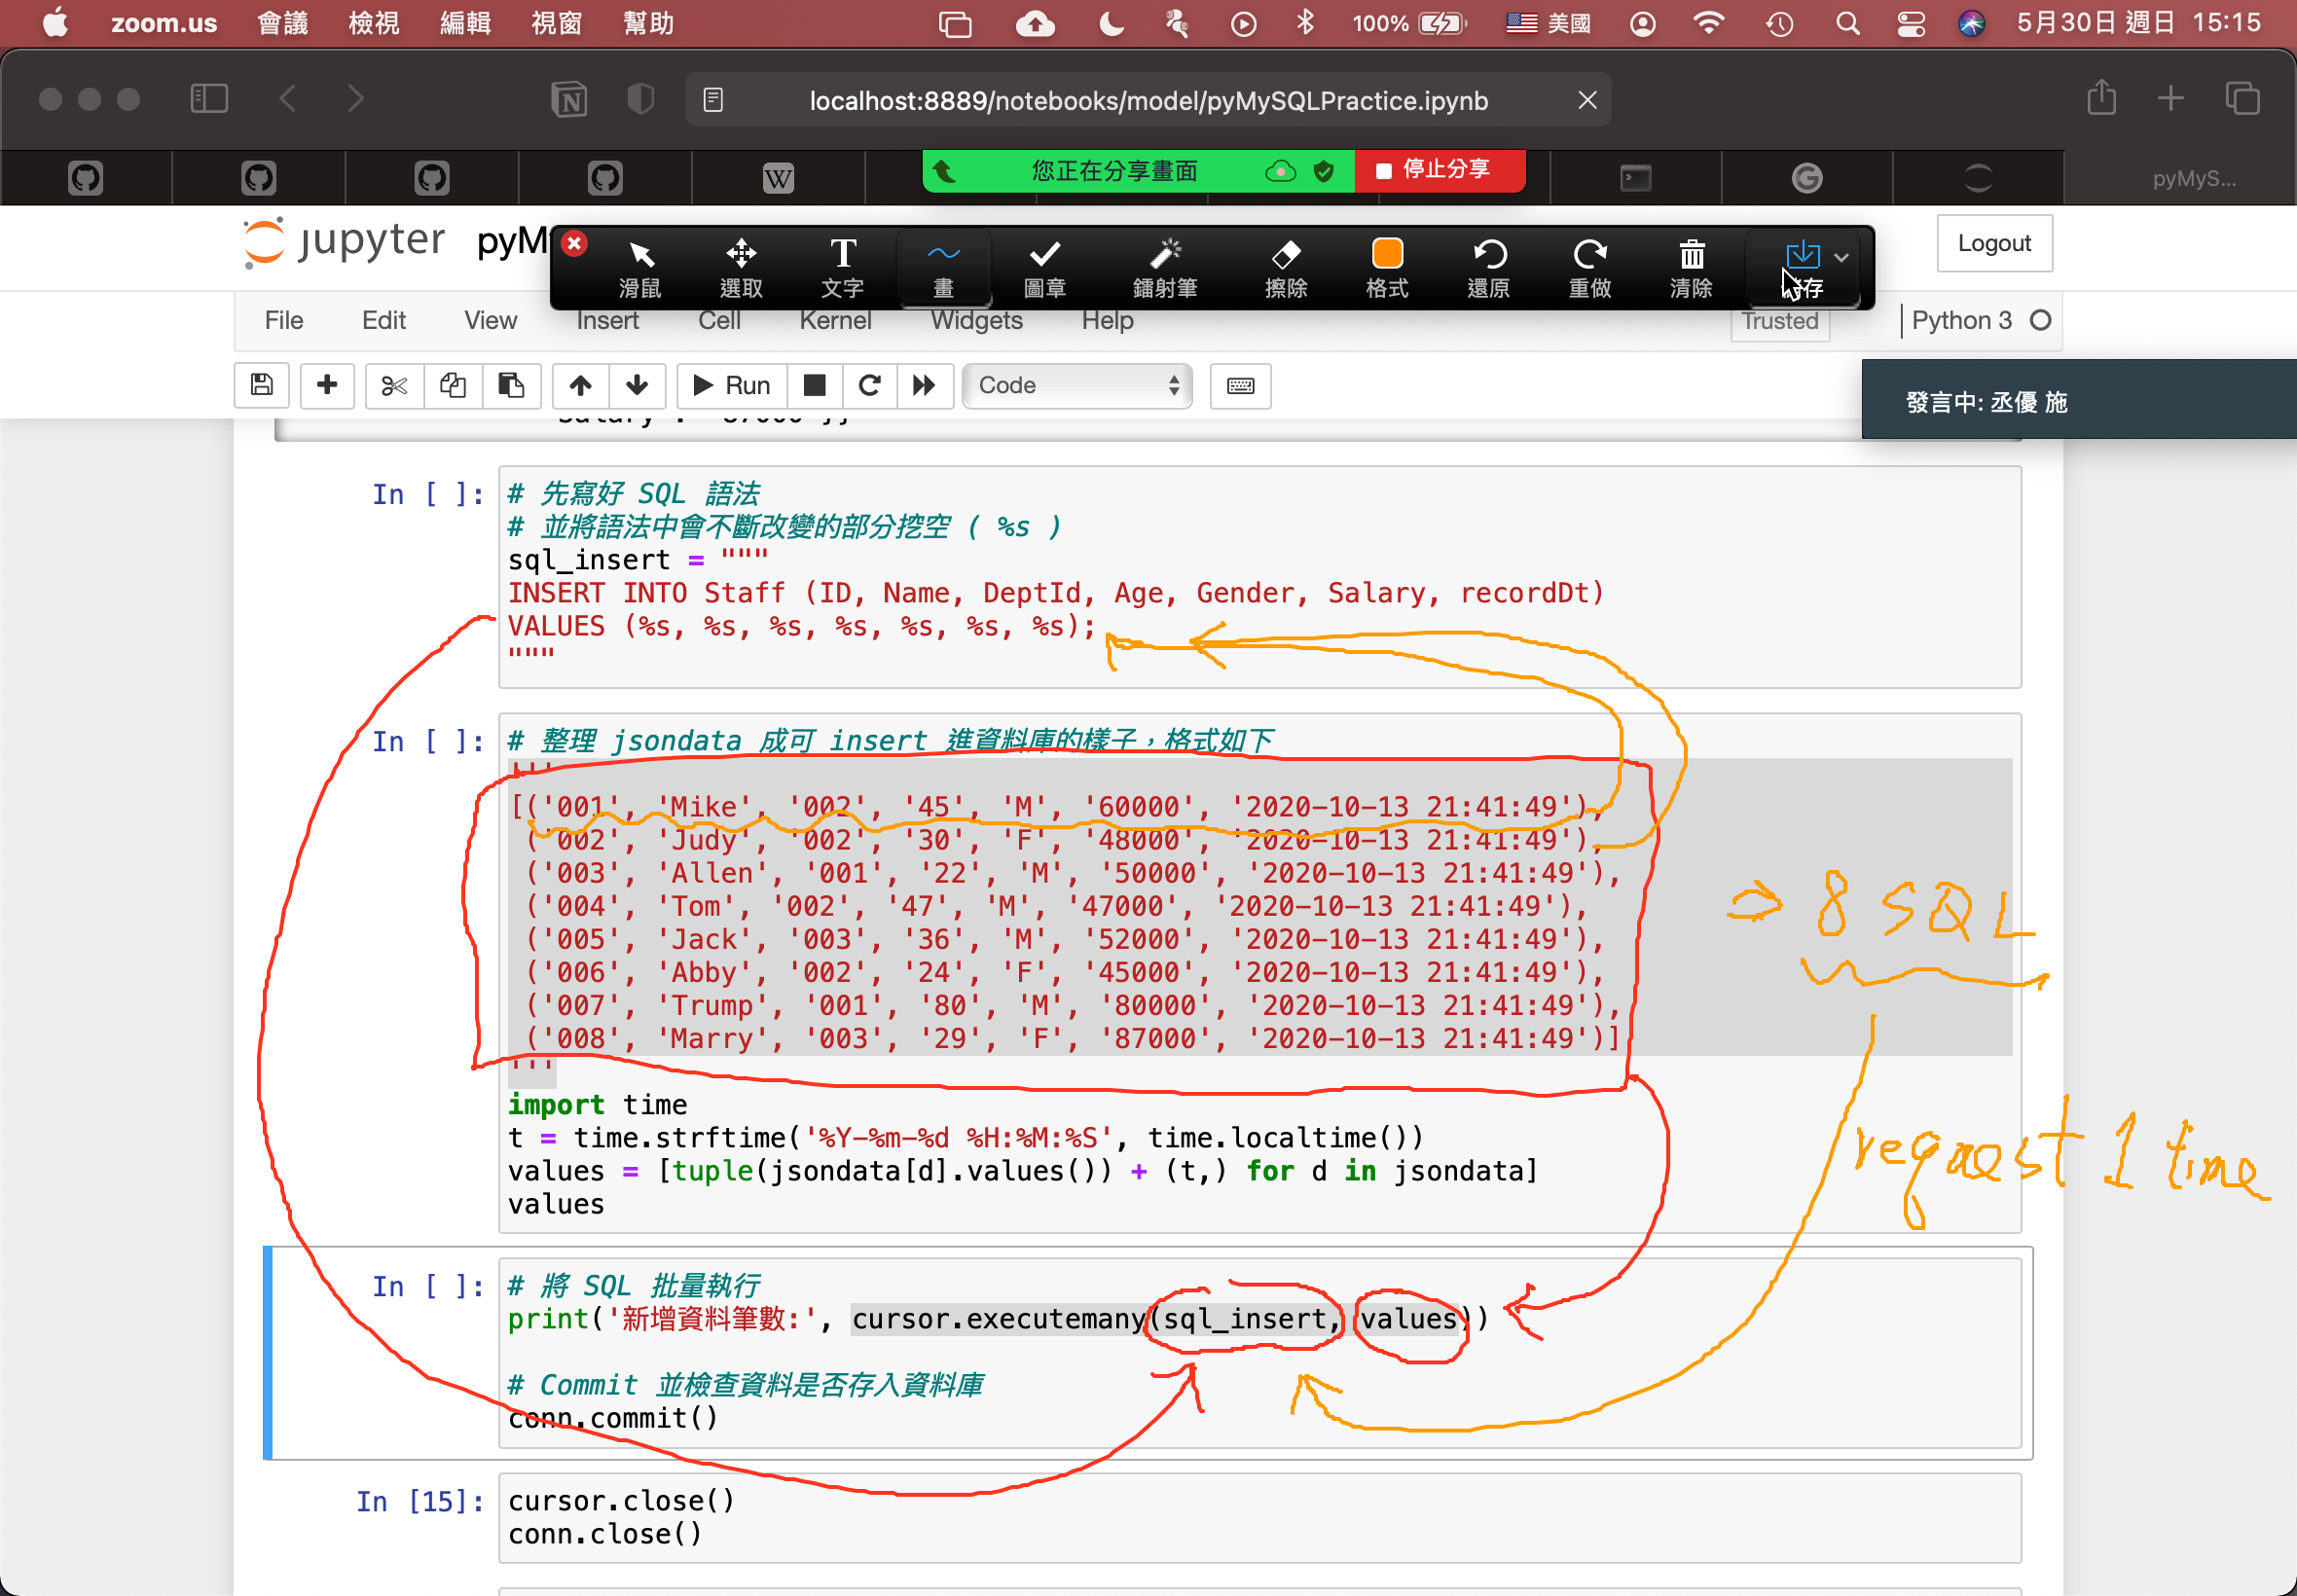 zoom.us 會議 檢視 編輯 視窗 幫助 100% 美國 5月30日 週日 15:15
localhost:8889/notebooks/model/pyMySQLPractice.ipynb
您正在分享畫面 停止分享
pyMyS...
jupyter pyM Logout
滑鼠 選取 文字 畫 圖章 鐳射筆 擦除 格式 還原 重做 清除 存
File Edit View Insert Cell Kernel Widgets Help Trusted Python 3
Run Code
發言中: 丞優 施
In [ ]: # 先寫好 SQL 語法
# 並將語法中會不斷改變的部分挖空 ( %s )
sql_insert = """
INSERT INTO Staff (ID, Name, DeptId, Age, Gender, Salary, recordDt)
VALUES (%s, %s, %s, %s, %s, %s, %s);
"""
In [ ]: # 整理 jsondata 成可 insert 進資料庫的樣子，格式如下
'''
[('001', 'Mike', '002', '45', 'M', '60000', '2020-10-13 21:41:49'),
('002', 'Judy', '002', '30', 'F', '48000', '2020-10-13 21:41:49'),
('003', 'Allen', '001', '22', 'M', '50000', '2020-10-13 21:41:49'),
('004', 'Tom', '002', '47', 'M', '47000', '2020-10-13 21:41:49'),
('005', 'Jack', '003', '36', 'M', '52000', '2020-10-13 21:41:49'),
('006', 'Abby', '002', '24', 'F', '45000', '2020-10-13 21:41:49'),
('007', 'Trump', '001', '80', 'M', '80000', '2020-10-13 21:41:49'),
('008', 'Marry', '003', '29', 'F', '87000', '2020-10-13 21:41:49')]
'''
⇒ 8 SQL
import time
t = time.strftime('%Y-%m-%d %H:%M:%S', time.localtime())
values = [tuple(jsondata[d].values()) + (t,) for d in jsondata]
values
request 1 time
In [ ]: # 將 SQL 批量執行
print('新增資料筆數:', cursor.executemany(sql_insert, values))
# Commit 並檢查資料是否存入資料庫
conn.commit()
In [15]: cursor.close()
conn.close()